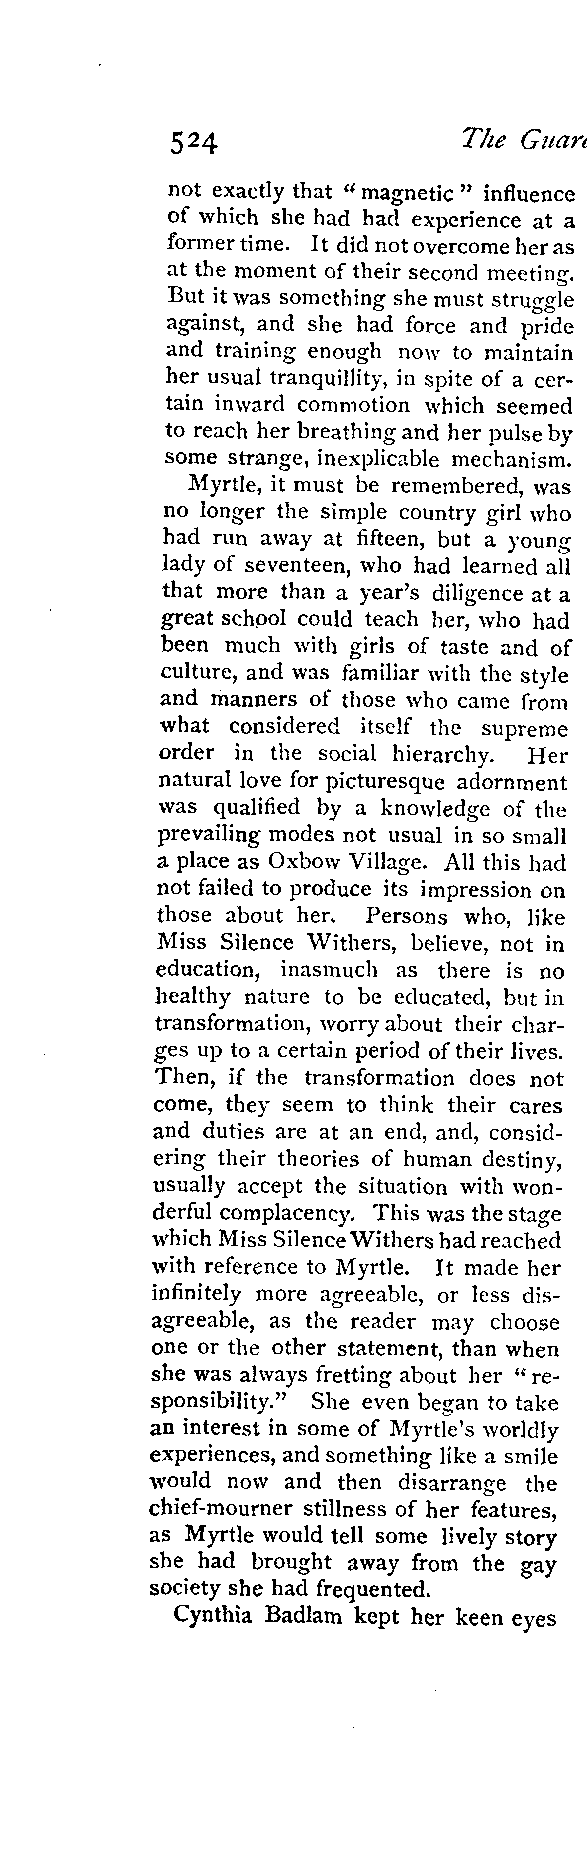 524 The Guar
not exactly that “magnetic” influence
of which she had had experience at a
former time. It did not overcome her as
at the moment of their second meeting.
But it was something she must struggle
against, and she had force and pride
and training enough now to maintain
her usual tranquillity, in spite of a cer-
tain inward commotion which seemed
to reach her breathing and her pulse by
some strange, inexplicable mechanism.
Myrtle, it must be remembered, was
no longer the simple country girl who
had run away at fifteen, but a young
lady of seventeen, who had learned all
that more than a year's diligence at a
great school could teach her, who had
been much with girls of taste and of
culture, and was familiar with the style
and manners of those who came from
what considered itself the supreme
order in the social hierarchy. Her
natural love for picturesque adornment
was qualified by a knowledge of the
prevailing modes not usual in so small
a place as Oxbow Village. All this had
not failed to produce its impression on
those about her. Persons who, like
Miss Silence Withers, believe, not in
education, inasmuch as there is no
healthy nature to be educated, but in
transformation, worry about their char-
ges up to a certain period of their lives.
Then, if the transformation does not
come, they seem to think their cares
and duties are at an end, and, consid-
ering their theories of human destiny,
usually accept the situation with won-
derful complacency. This was the stage
which Miss Silence Withers had reached
with reference to Myrtle. It made her
infinitely more agreeable, or less dis-
agreeable, as the reader may choose
one or the other statement, than when
she was always fretting about her “re-
sponsibility.” She even began to take
an interest in some of Myrtle's worldly
experiences, and something like a smile
would now and then disarrange the
chief-mourner stillness of her features,
as Myrtle would tell some lively story
she had brought away from the gay
society she had frequented.
Cynthia Badlam kept her keen eyes